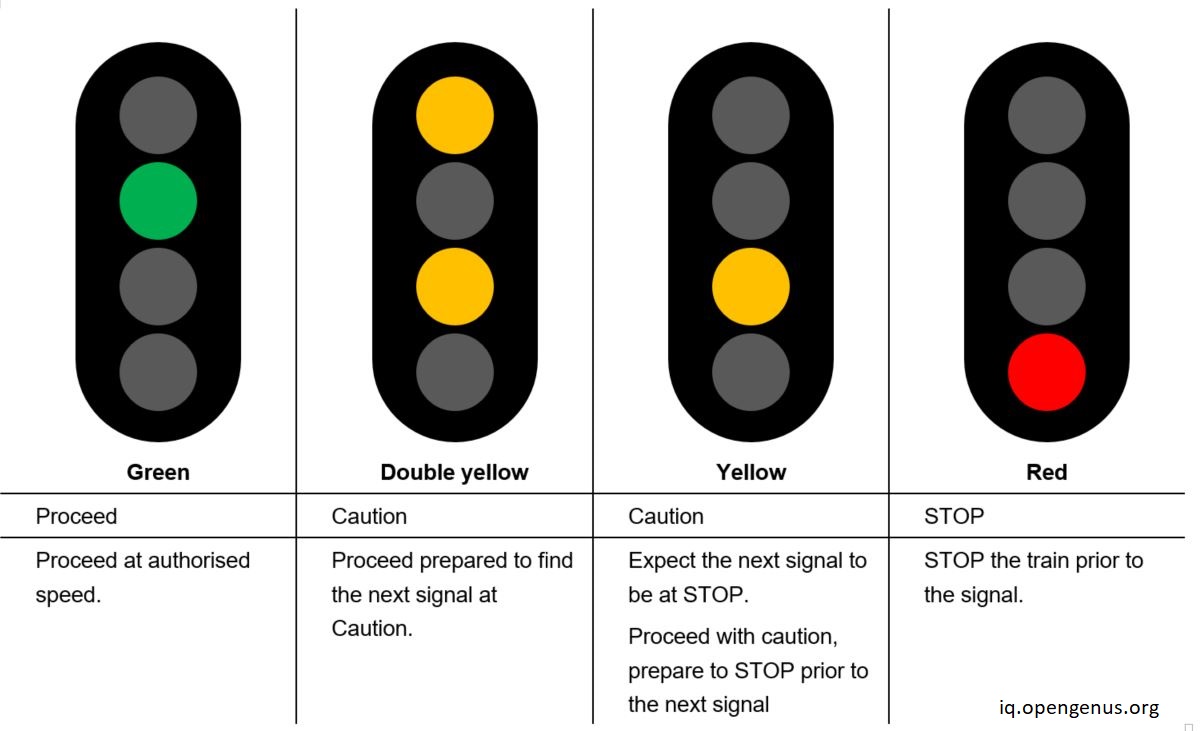 Green
Double yellow
Yellow
Red
Proceed
Caution
Caution
STOP
Proceed at authorised
speed.
Proceed prepared to find
the next signal at
Caution.
Expect the next signal to
be at STOP.
Proceed with caution,
prepare to STOP prior to
the next signal
STOP the train prior to
the signal.
iq.opengenus.org